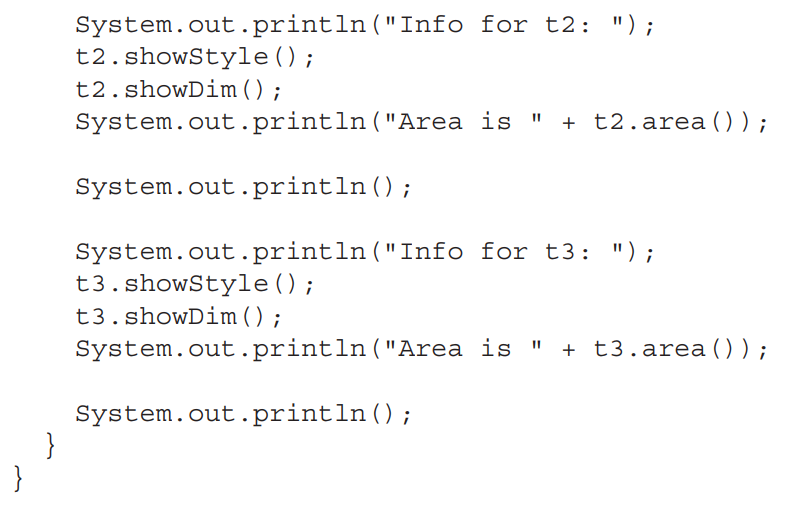 System.out.println("Info for t2: ");
t2.showStyle();
t2.showDim();
System.out.println("Area is " + t2.area());
System.out.println();
System.out.println("Info for t3: ");
t3.showStyle();
t3.showDim();
System.out.println("Area is " + t3.area());
System.out.println();
}
}